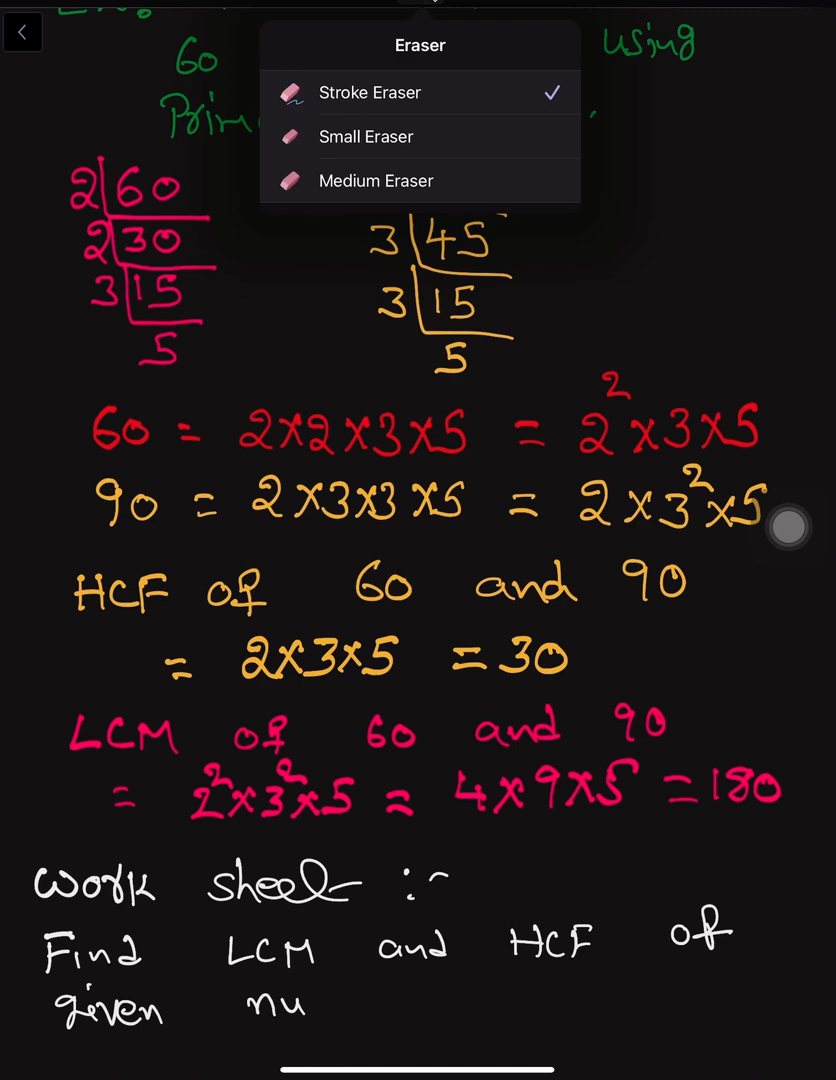 Eraser
Stroke Eraser
Small Eraser
Medium Eraser
60 using
2 60
2 30
3 15
5
3 45
3 15
5
60 = 2×2×3×5 = 2² ×3×5
90 = 2×3×3×5 = 2×3²×5
HCF of 60 and 90
= 2×3×5 = 30
LCM of 60 and 90
= 2²×3²×5 = 4×9×5 = 180
Work sheet :-
Find LCM and HCF of
given nu